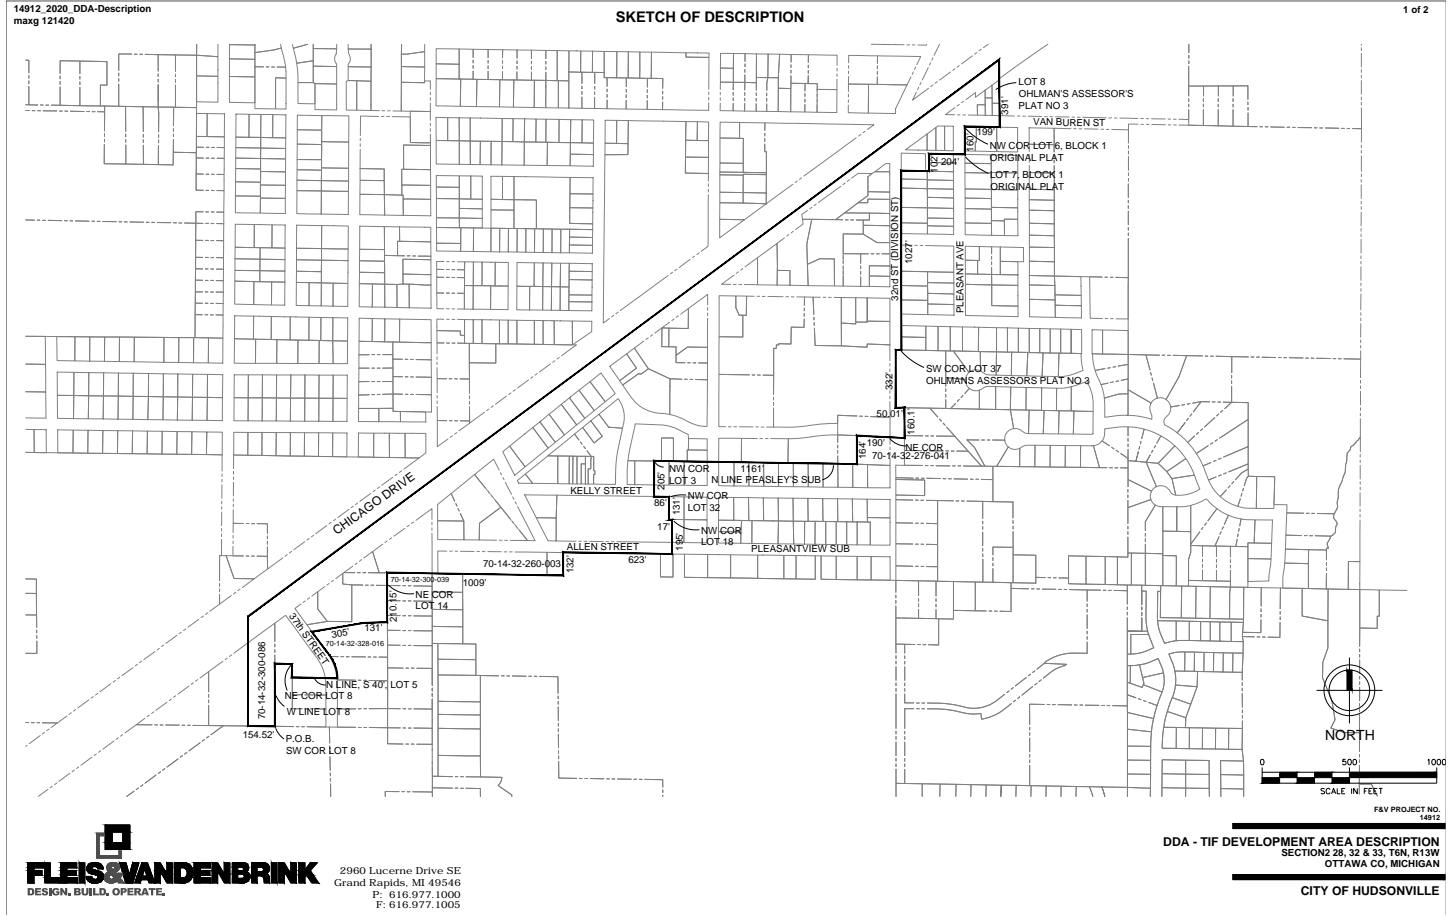 14912_2020_DDA-Description
maxg 121420
SKETCH OF DESCRIPTION
1 of 2
LOT 8
OHLMAN'S ASSESSOR'S
PLAT NO 3
391'
VAN BUREN ST
199'
160'
NW COR LOT 6, BLOCK 1
ORIGINAL PLAT
102'
204'
LOT 7, BLOCK 1
ORIGINAL PLAT
32nd ST (DIVISION ST)
1027'
PLEASANT AVE
SW COR LOT 37
OHLMANS ASSESSORS PLAT NO 3
332'
50.01'
160.1
190'
164'
NE COR
70-14-32-276-041
NW COR
LOT 3
1161'
N LINE PEASLEY'S SUB
205'
KELLY STREET
86'
131'
NW COR
LOT 32
17'
NW COR
LOT 18
195'
ALLEN STREET
PLEASANTVIEW SUB
623'
132'
70-14-32-260-003
CHICAGO DRIVE
70-14-32-300-039
1009'
NE COR
LOT 14
210.15'
37th STREET
305'
131'
70-14-32-328-016
70-14-32-300-086
N LINE, S 40', LOT 5
NE COR LOT 8
W LINE LOT 8
154.52'
P.O.B.
SW COR LOT 8
NORTH
0 500 1000
SCALE IN FEET
F&V PROJECT NO.
14912
DDA - TIF DEVELOPMENT AREA DESCRIPTION
SECTION2 28, 32 & 33, T6N, R13W
OTTAWA CO, MICHIGAN
CITY OF HUDSONVILLE
FLEIS&VANDENBRINK
DESIGN. BUILD. OPERATE.
2960 Lucerne Drive SE
Grand Rapids, MI 49546
P: 616.977.1000
F: 616.977.1005